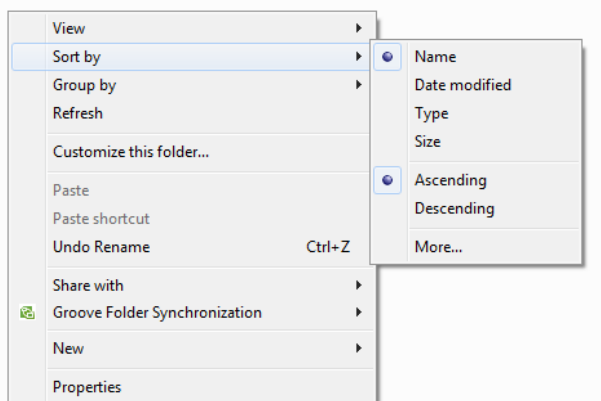 View
Sort by
Group by
Refresh
Customize this folder...
Paste
Paste shortcut
Undo Rename Ctrl+Z
Share with
Groove Folder Synchronization
New
Properties
Name
Date modified
Type
Size
Ascending
Descending
More...